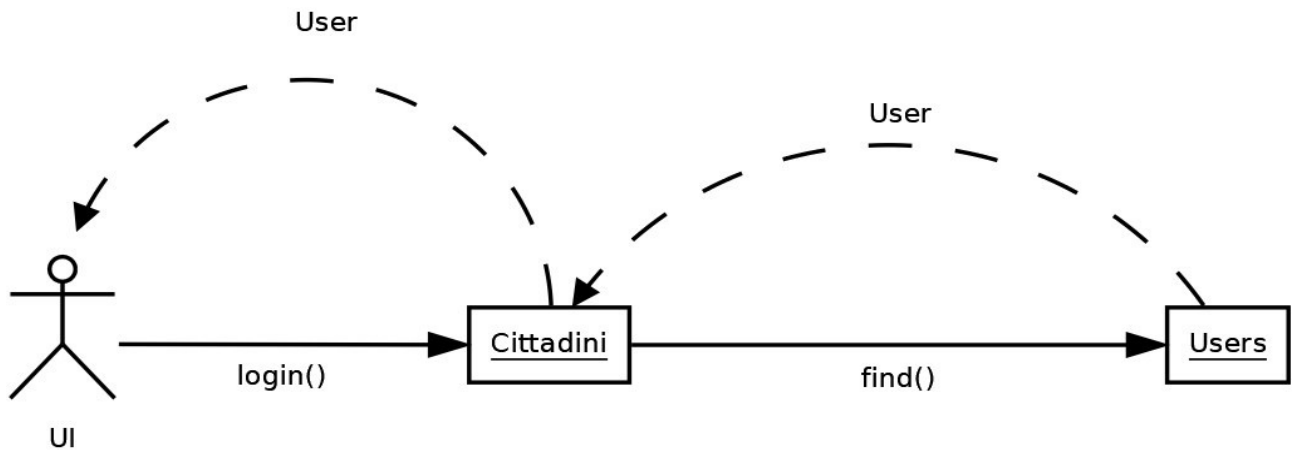 User
User
Cittadini
Users
login()
find()
UI